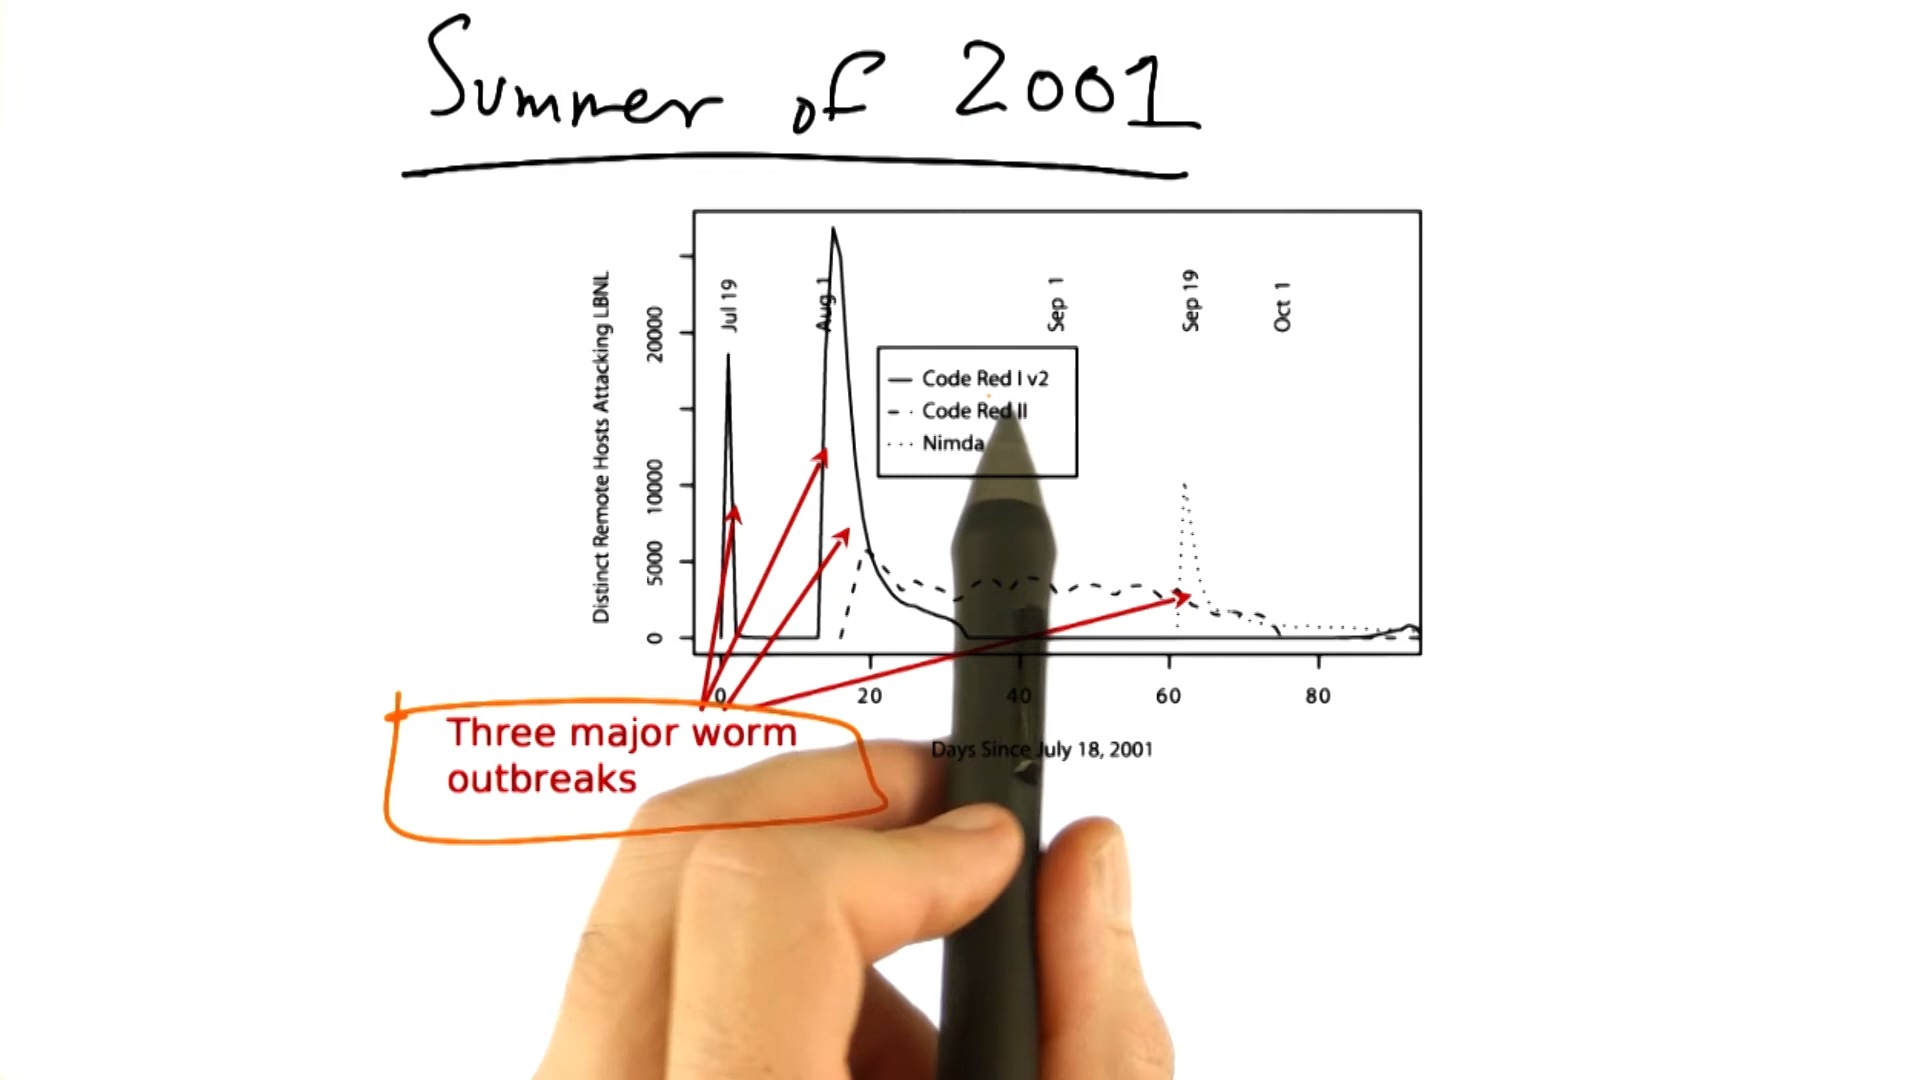 Summer of 2001
Distinct Remote Hosts Attacking LBNL
0 5000 10000 20000
Jul 19
Aug 1
Sep 1
Sep 19
Oct 1
Code Red I v2
Code Red II
Nimda
0 20 40 60 80
Days Since July 18, 2001
Three major worm
outbreaks